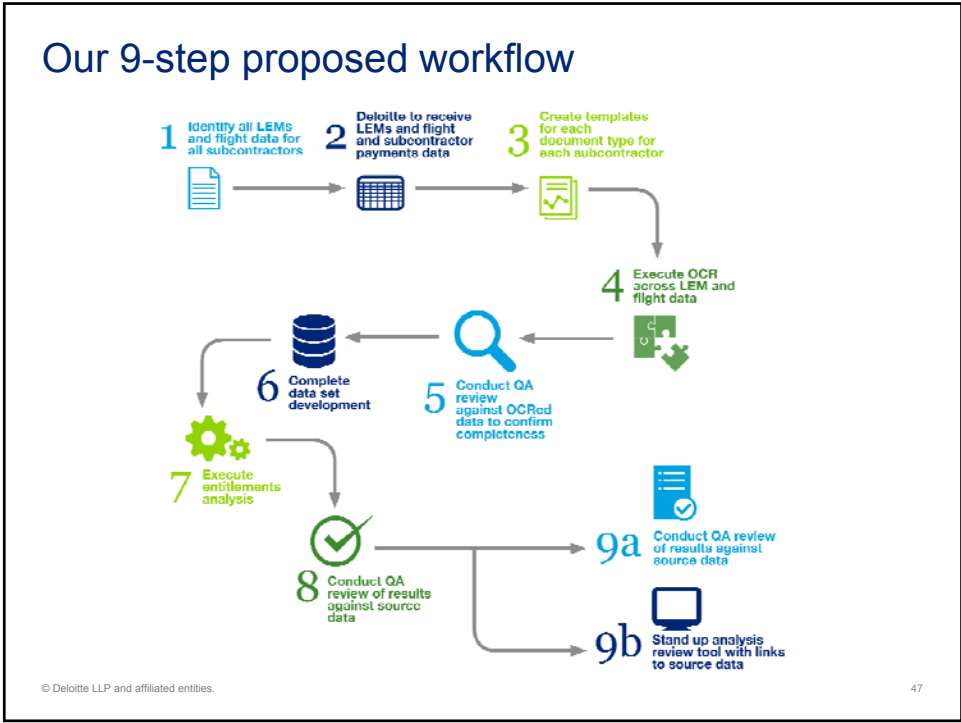 Our 9-step proposed workflow
1
Identify all LEMs
and flight data for
all subcontractors
2
Deloitte to receive
LEMs and flight
and subcontractor
payments data
3
Create templates
for each
document type for
each subcontractor
4
Execute OCR
across LEM and
flight data
5
Conduct QA
review
against OCRed
data to confirm
completeness
6
Complete
data set
development
7
Execute
entitlements
analysis
8
Conduct QA
review of results
against source
data
9a
Conduct QA review
of results against
source data
9b
Stand up analysis
review tool with links
to source data
© Deloitte LLP and affiliated entities.
47